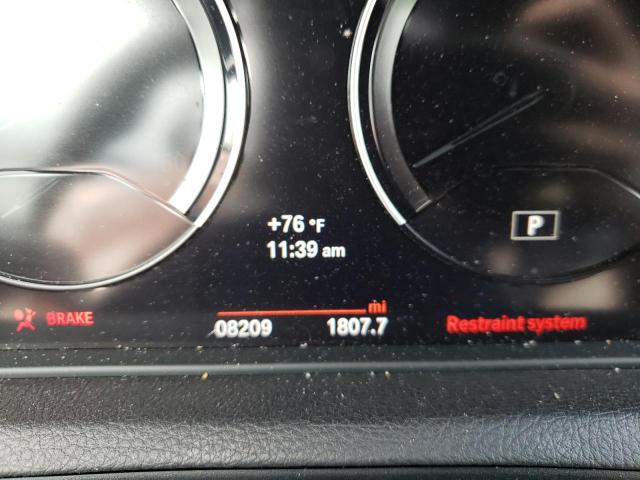 +76 °F
11:39 am
P
BRAKE
mi
08209 1807.7
Restraint system